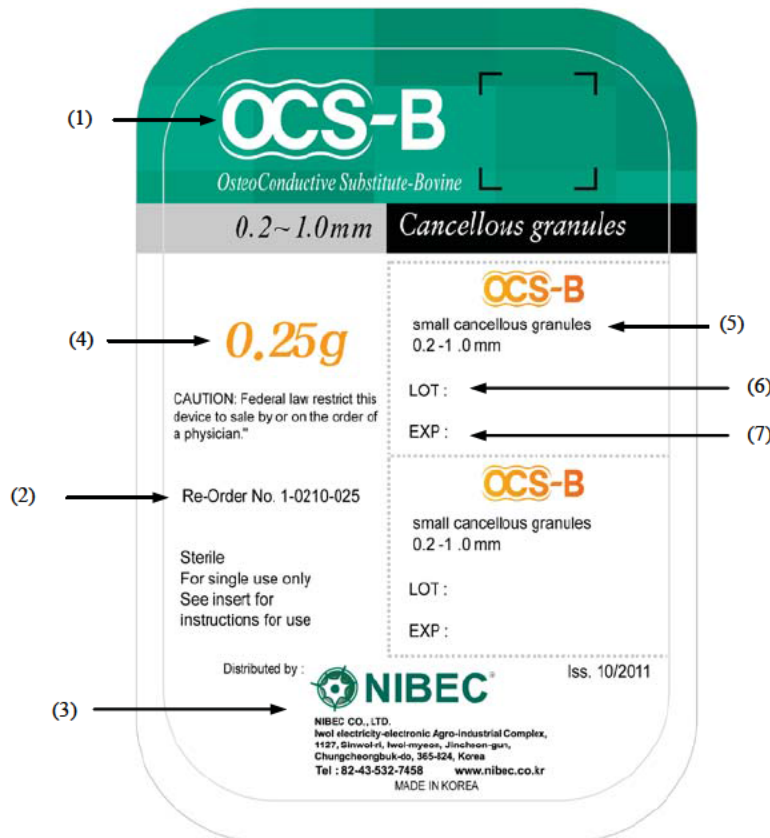 (1)
OCS-B
OsteoConductive Substitute-Bovine
0.2~1.0mm
Cancellous granules
(4)
0.25g
CAUTION: Federal law restrict this
device to sale by or on the order of
a physician."
(2)
Re-Order No. 1-0210-025
Sterile
For single use only
See insert for
instructions for use
OCS-B
small cancellous granules
0.2 -1 .0 mm
(5)
LOT :
(6)
EXP :
(7)
OCS-B
small cancellous granules
0.2 -1 .0 mm
LOT :
EXP :
Distributed by :
NIBEC®
Iss. 10/2011
(3)
NIBEC CO., LTD.
Iwol electricity-electronic Agro-industrial Complex,
1127, Sinwol-ri, Iwol-myeon, Jincheon-gun,
Chungcheongbuk-do, 365-824, Korea
Tel : 82-43-532-7458 www.nibec.co.kr
MADE IN KOREA